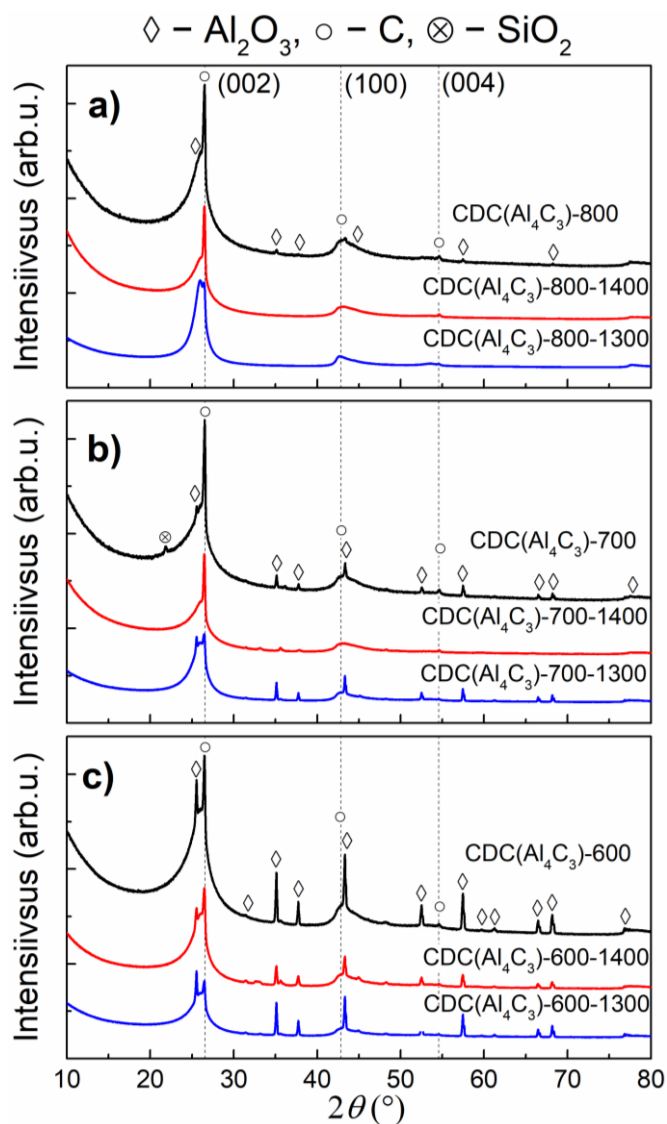 ◊ – Al₂O₃, ○ – C, ⊗ – SiO₂
a)
(002)
(100)
(004)
Intensiivsus (arb.u.)
CDC(Al₄C₃)-800
CDC(Al₄C₃)-800-1400
CDC(Al₄C₃)-800-1300
b)
Intensiivsus (arb.u.)
CDC(Al₄C₃)-700
CDC(Al₄C₃)-700-1400
CDC(Al₄C₃)-700-1300
c)
Intensiivsus (arb.u.)
CDC(Al₄C₃)-600
CDC(Al₄C₃)-600-1400
CDC(Al₄C₃)-600-1300
10 20 30 40 50 60 70 80
2θ (°)